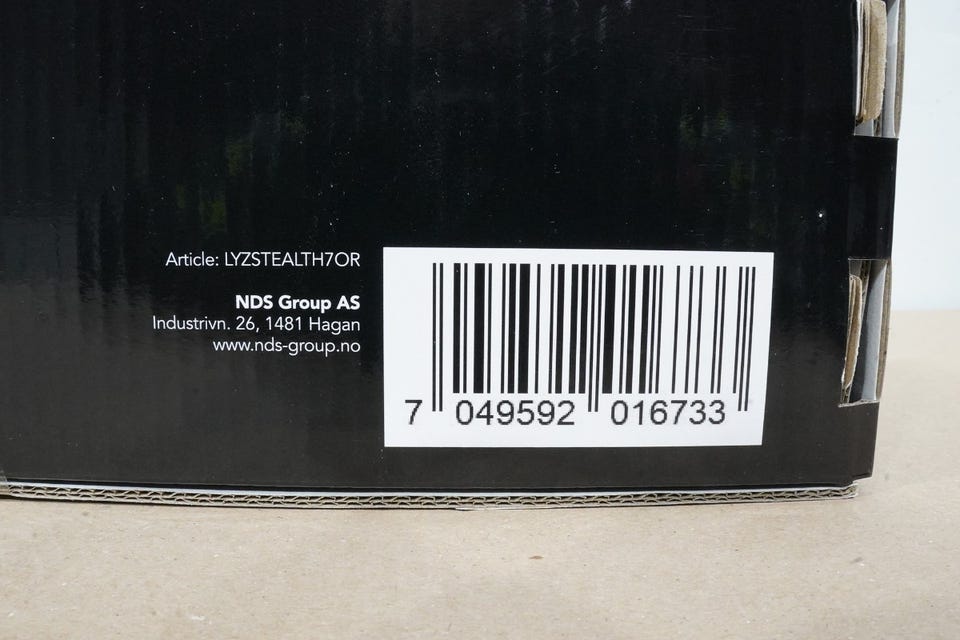 Article: LYZSTEALTH7OR
NDS Group AS
Industrivn. 26, 1481 Hagan
www.nds-group.no
7 049592 016733